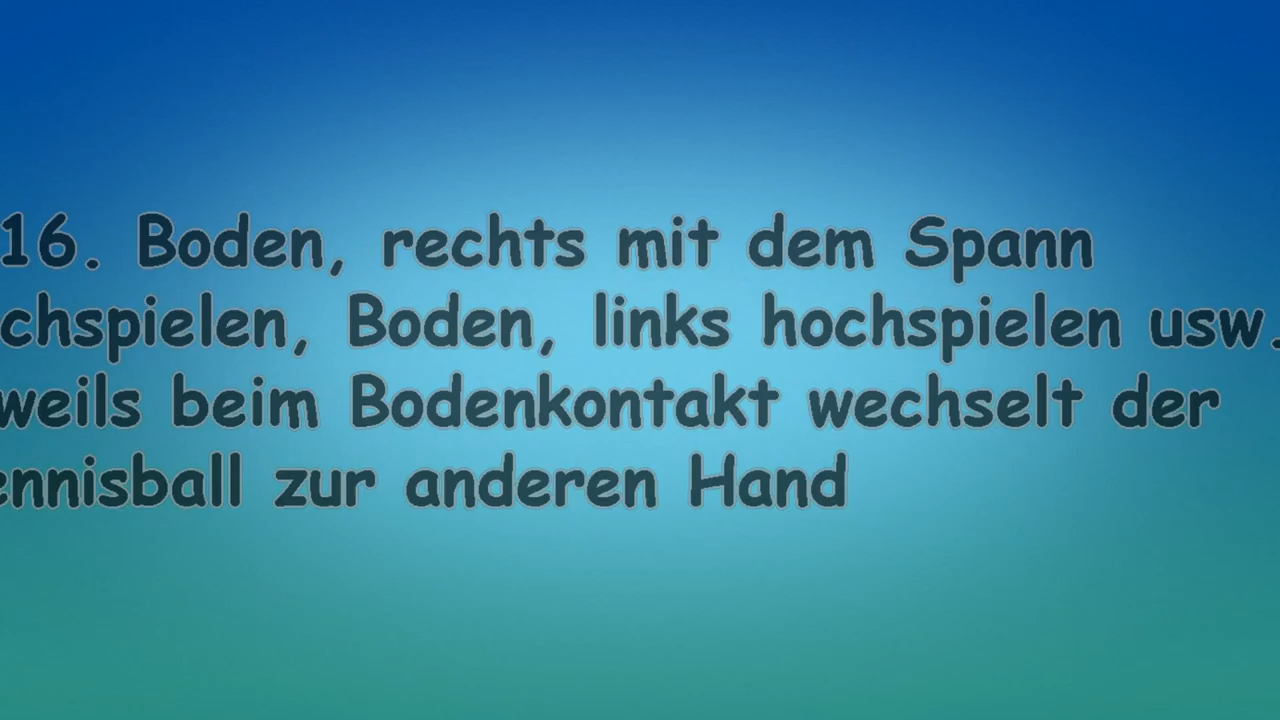 16. Boden, rechts mit dem Spann
chspielen, Boden, links hochspielen usw.
weils beim Bodenkontakt wechselt der
ennisball zur anderen Hand